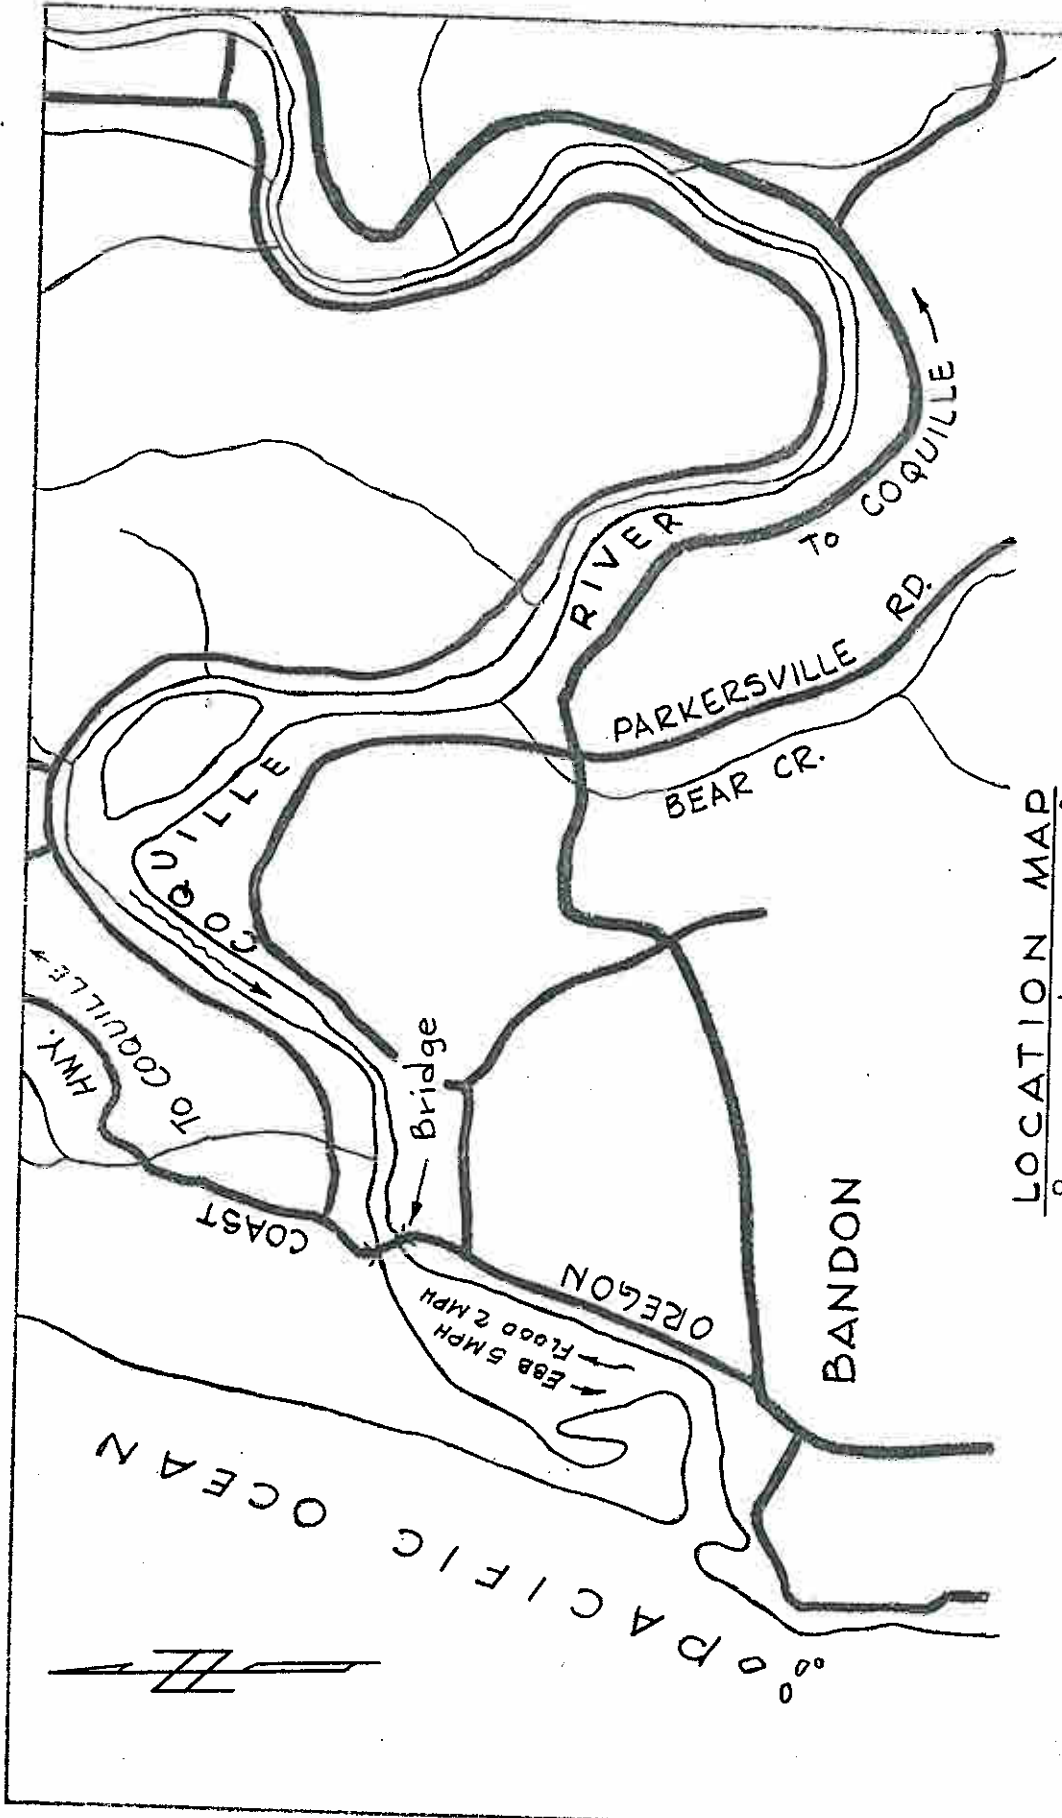 PACIFIC OCEAN
OREGON COAST HWY.
TO COQUILLE
EBB 5 MPH
FLOOD 2 MPH
Bridge
COQUILLE RIVER
TO COQUILLE
PARKERSVILLE RD.
BEAR CR.
BANDON
N
LOCATION MAP